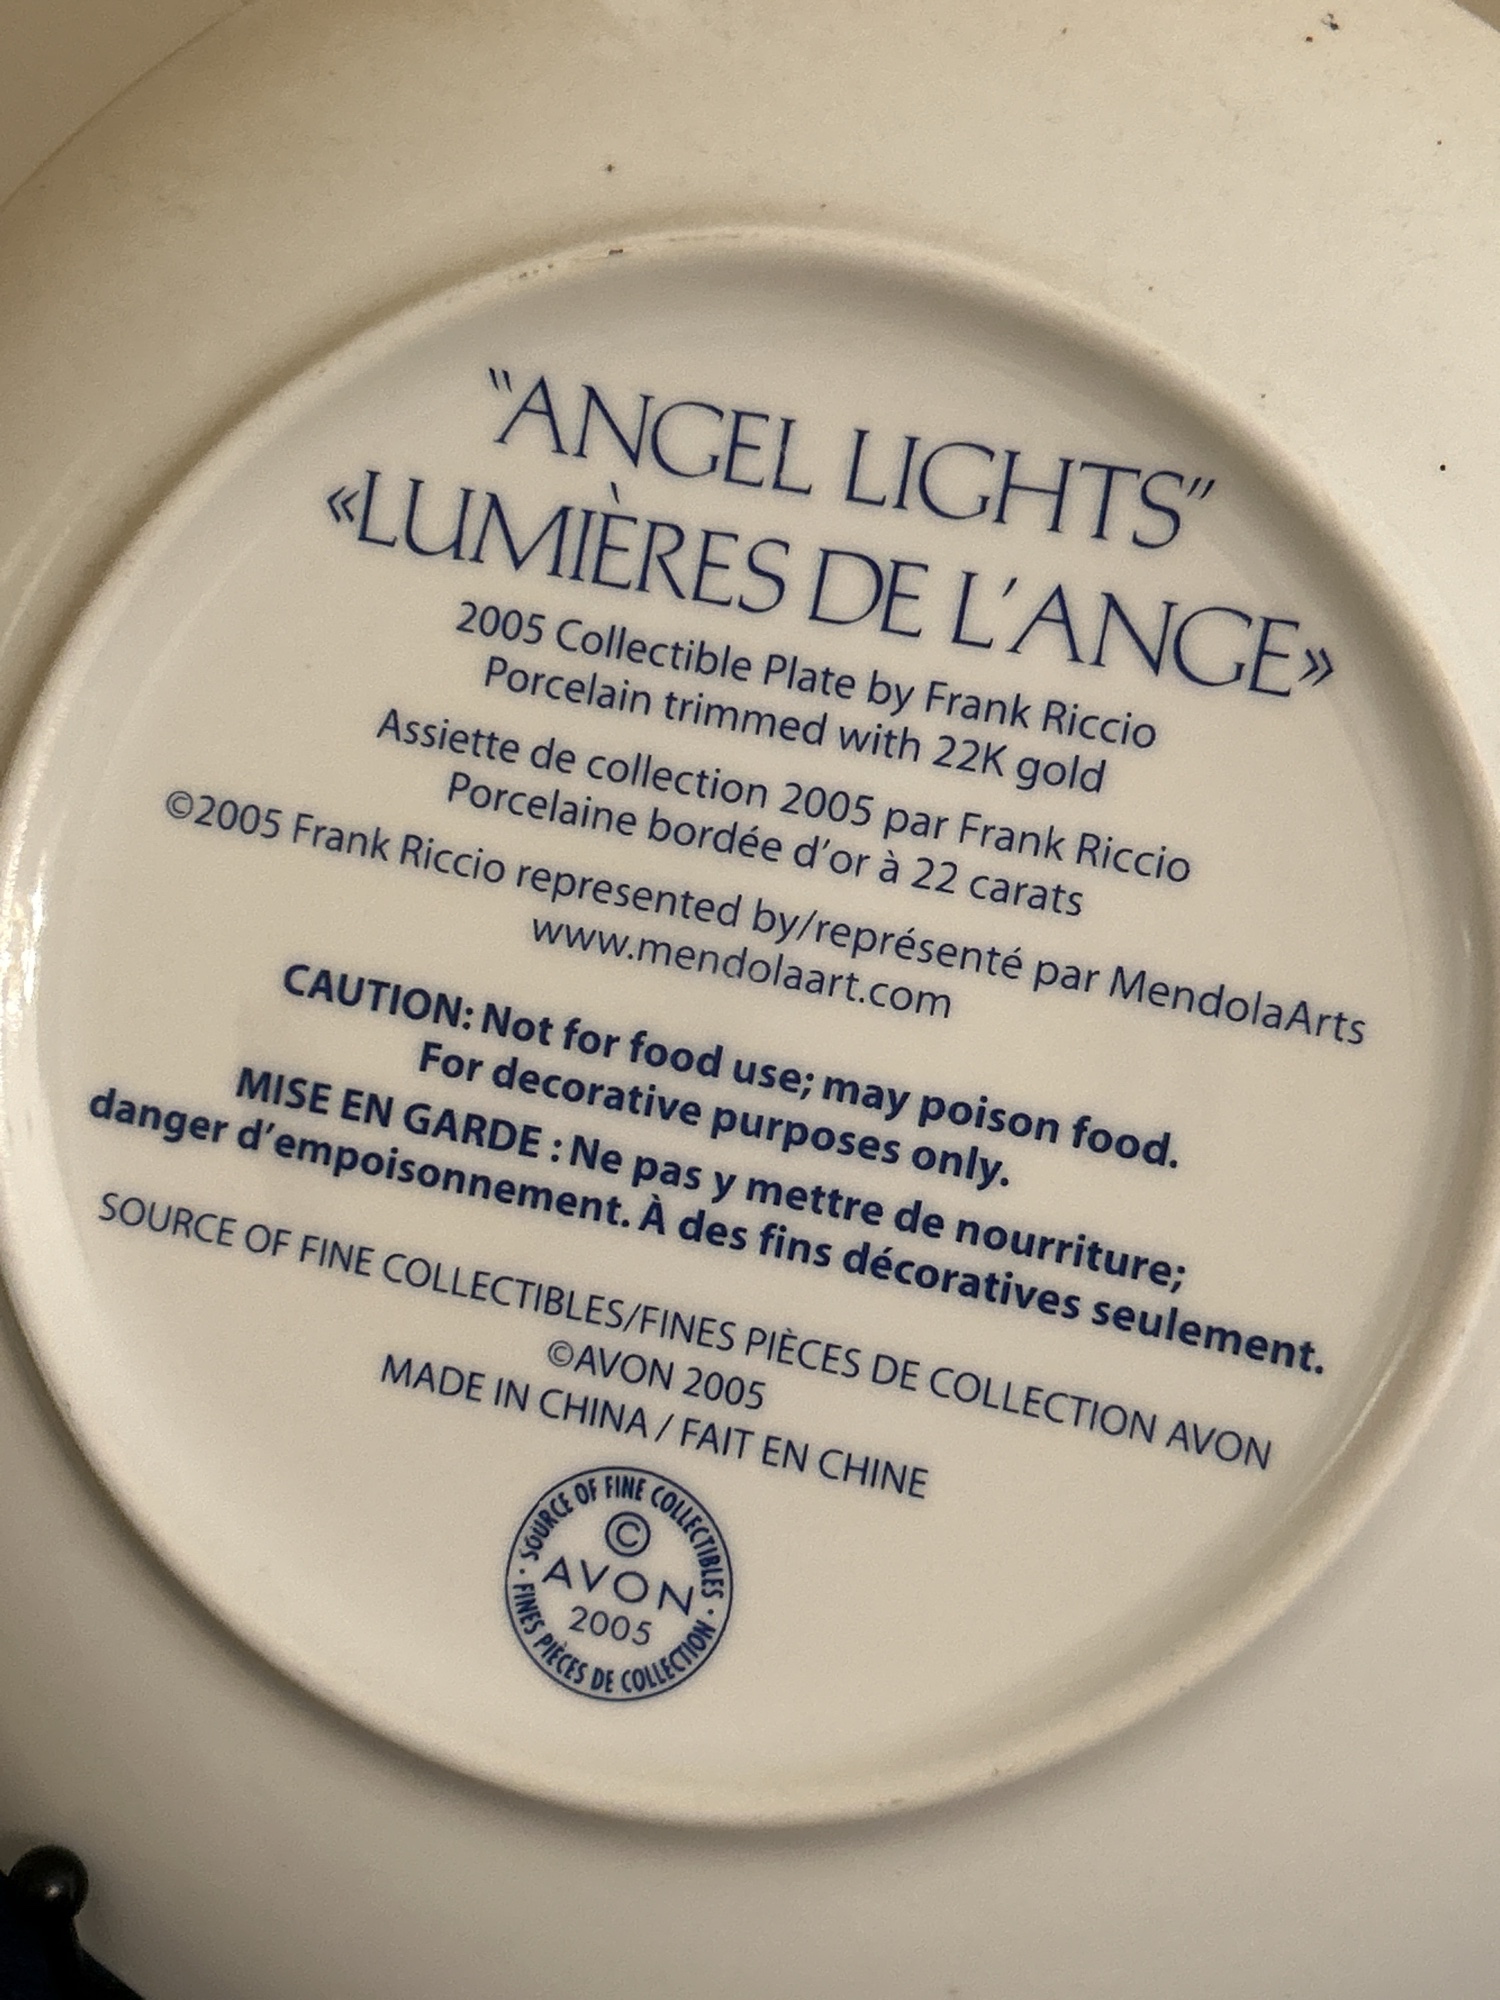 "ANGEL LIGHTS"
«LUMIÈRES DE L'ANGE»
2005 Collectible Plate by Frank Riccio
Porcelain trimmed with 22K gold
Assiette de collection 2005 par Frank Riccio
Porcelaine bordée d'or à 22 carats
©2005 Frank Riccio represented by/représenté par MendolaArts
www.mendolaart.com
CAUTION: Not for food use; may poison food.
For decorative purposes only.
MISE EN GARDE : Ne pas y mettre de nourriture;
danger d'empoisonnement. À des fins décoratives seulement.
SOURCE OF FINE COLLECTIBLES/FINES PIÈCES DE COLLECTION AVON
©AVON 2005
MADE IN CHINA / FAIT EN CHINE
· SOURCE OF FINE COLLECTIBLES ·
©
AVON
2005
FINES PIÈCES DE COLLECTION